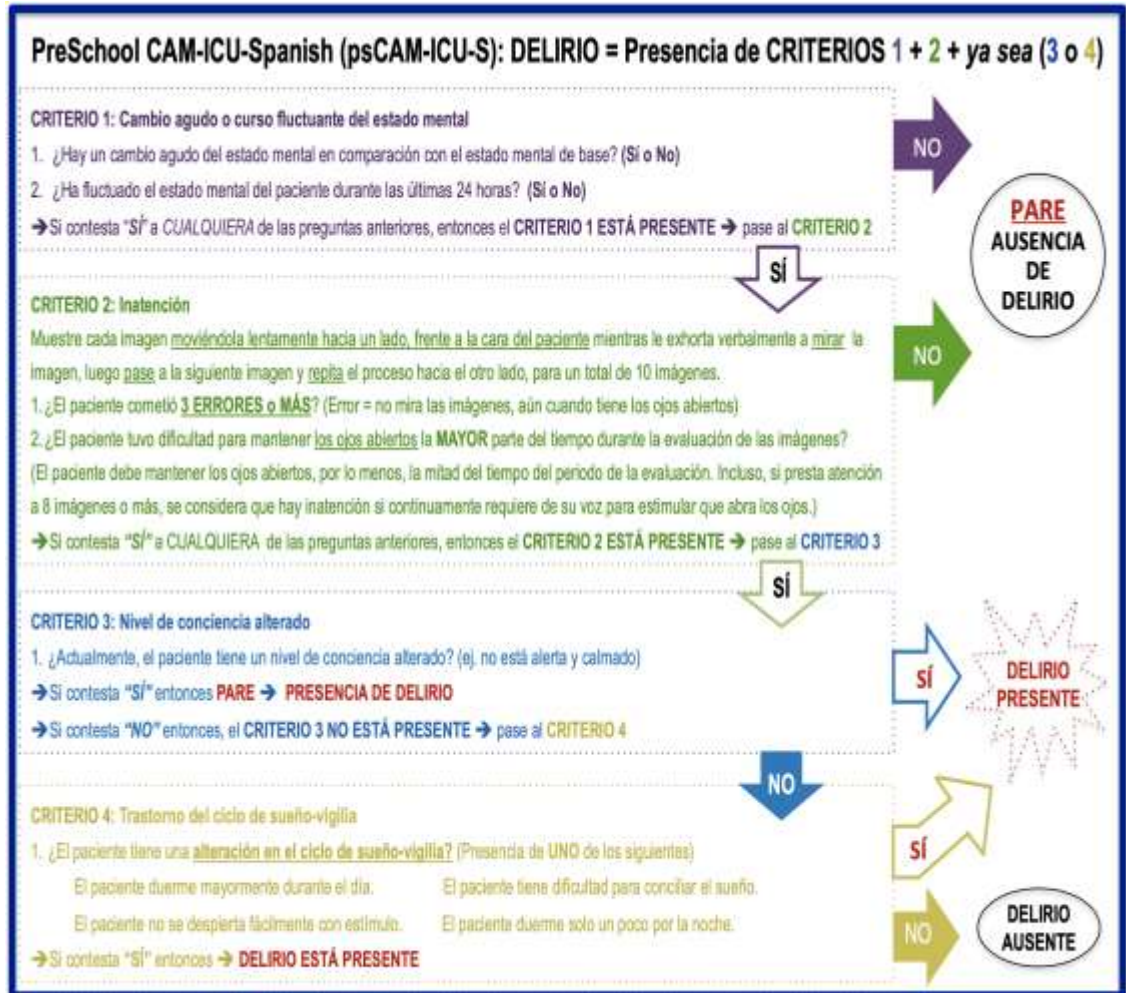 PreSchool CAM-ICU-Spanish (psCAM-ICU-S): DELIRIO = Presencia de CRITERIOS 1 + 2 + ya sea (3 o 4)
CRITERIO 1: Cambio agudo o curso fluctuante del estado mental
1. ¿Hay un cambio agudo del estado mental en comparación con el estado mental de base? (Sí o No)
2. ¿Ha fluctuado el estado mental del paciente durante las últimas 24 horas? (Sí o No)
➔Si contesta "SÍ" a CUALQUIERA de las preguntas anteriores, entonces el CRITERIO 1 ESTÁ PRESENTE ➔ pase al CRITERIO 2
NO
SÍ
PARE
AUSENCIA
DE
DELIRIO
CRITERIO 2: Inatención
Muestre cada imagen moviéndola lentamente hacia un lado, frente a la cara del paciente mientras le exhorta verbalmente a mirar la
imagen, luego pase a la siguiente imagen y repita el proceso hacia el otro lado, para un total de 10 imágenes.
1. ¿El paciente cometió 3 ERRORES o MÁS? (Error = no mira las imágenes, aún cuando tiene los ojos abiertos)
2. ¿El paciente tuvo dificultad para mantener los ojos abiertos la MAYOR parte del tiempo durante la evaluación de las imágenes?
(El paciente debe mantener los ojos abiertos, por lo menos, la mitad del tiempo del periodo de la evaluación. Incluso, si presta atención
a 8 imágenes o más, se considera que hay inatención si continuamente requiere de su voz para estimular que abra los ojos.)
➔Si contesta "SÍ" a CUALQUIERA de las preguntas anteriores, entonces el CRITERIO 2 ESTÁ PRESENTE ➔ pase al CRITERIO 3
NO
SÍ
CRITERIO 3: Nivel de conciencia alterado
1. ¿Actualmente, el paciente tiene un nivel de conciencia alterado? (ej. no está alerta y calmado)
➔Si contesta "SÍ" entonces PARE ➔ PRESENCIA DE DELIRIO
➔Si contesta "NO" entonces, el CRITERIO 3 NO ESTÁ PRESENTE ➔ pase al CRITERIO 4
SÍ
DELIRIO
PRESENTE
NO
CRITERIO 4: Trastorno del ciclo de sueño-vigilia
1. ¿El paciente tiene una alteración en el ciclo de sueño-vigilia? (Presencia de UNO de los siguientes)
El paciente duerme mayormente durante el día. El paciente tiene dificultad para conciliar el sueño.
El paciente no se despierta fácilmente con estímulo. El paciente duerme solo un poco por la noche.
➔Si contesta "SÍ" entonces ➔ DELIRIO ESTÁ PRESENTE
SÍ
NO
DELIRIO
AUSENTE